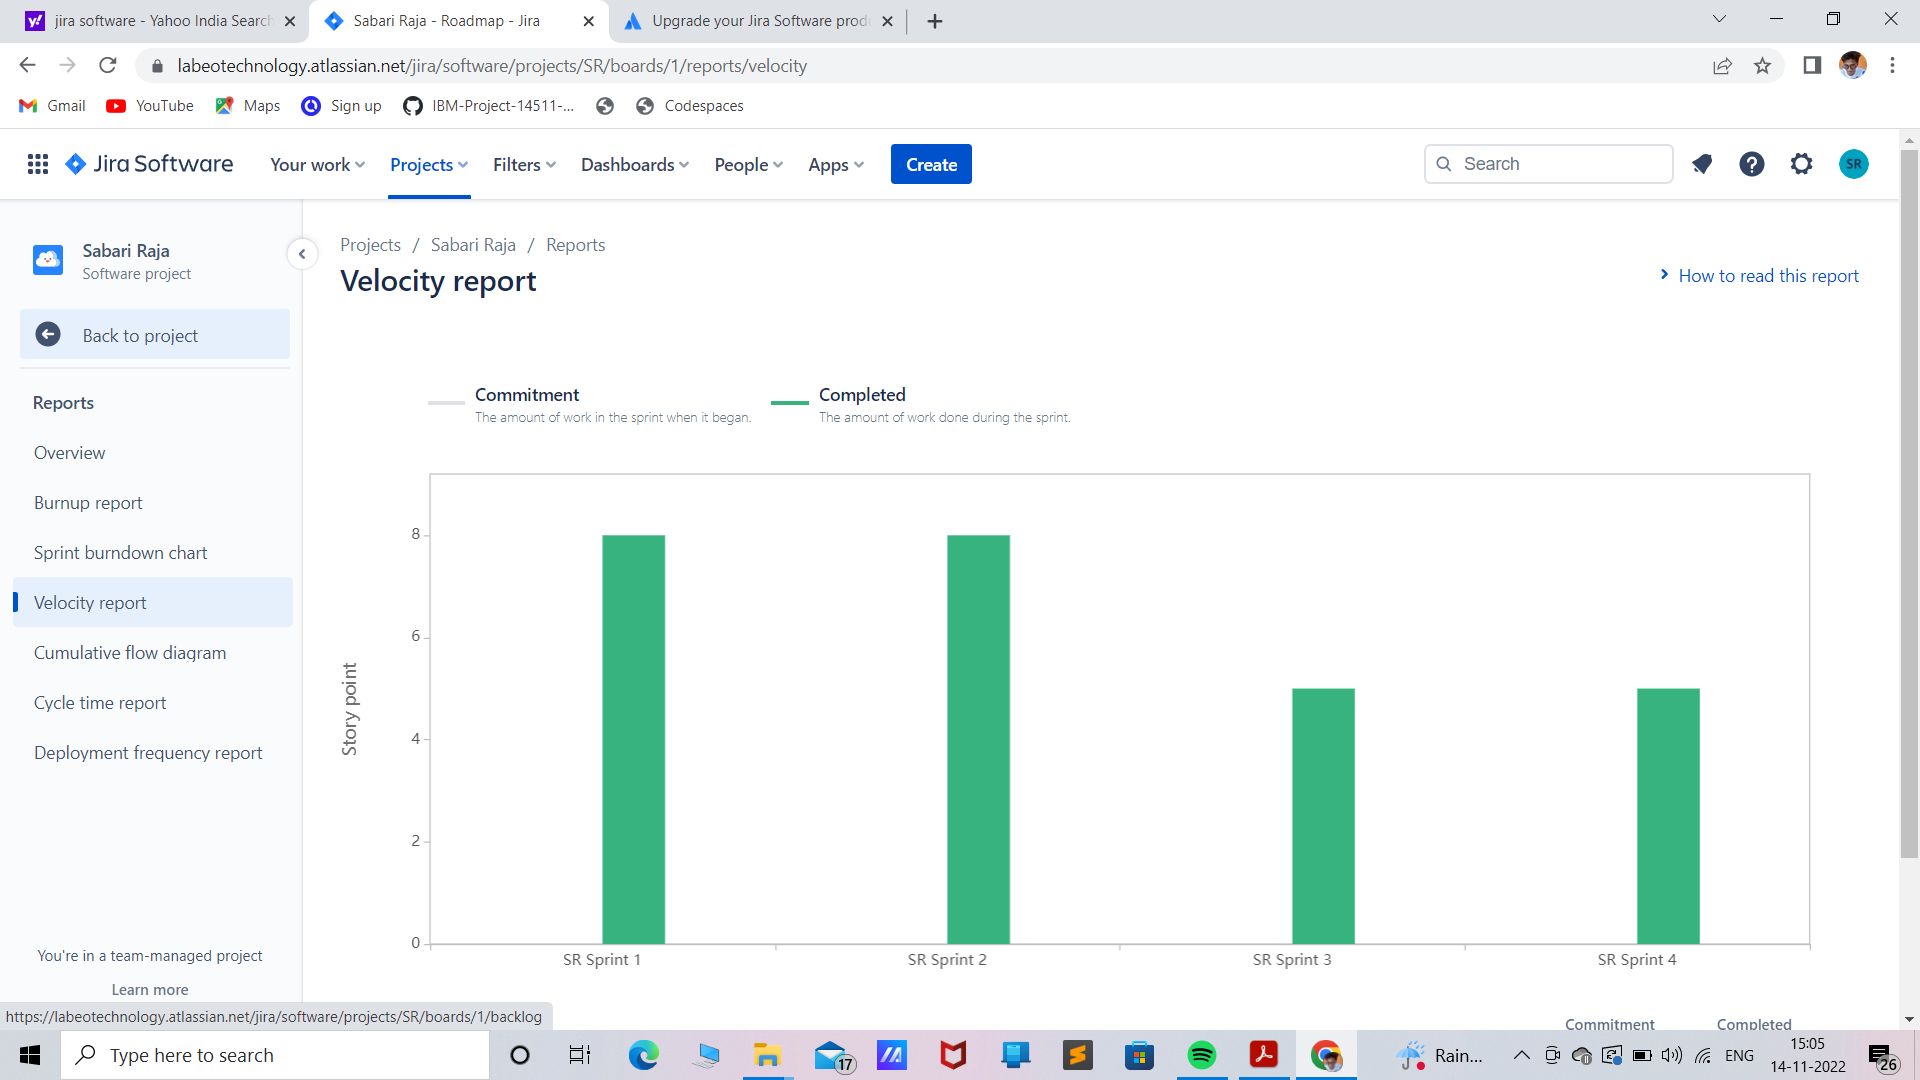 jira software - Yahoo India Search
Sabari Raja - Roadmap - Jira
Upgrade your Jira Software produ
labeotechnology.atlassian.net/jira/software/projects/SR/boards/1/reports/velocity
Gmail
YouTube
Maps
Sign up
IBM-Project-14511-...
Codespaces
Jira Software
Your work
Projects
Filters
Dashboards
People
Apps
Create
Search
SR
Sabari Raja
Software project
Back to project
Reports
Overview
Burnup report
Sprint burndown chart
Velocity report
Cumulative flow diagram
Cycle time report
Deployment frequency report
You're in a team-managed project
Learn more
https://labeotechnology.atlassian.net/jira/software/projects/SR/boards/1/backlog
Projects / Sabari Raja / Reports
Velocity report
How to read this report
Commitment
The amount of work in the sprint when it began.
Completed
The amount of work done during the sprint.
Story point
8
6
4
2
0
SR Sprint 1
SR Sprint 2
SR Sprint 3
SR Sprint 4
Commitment
Completed
Type here to search
17
Rain...
ENG
15:05
14-11-2022
26